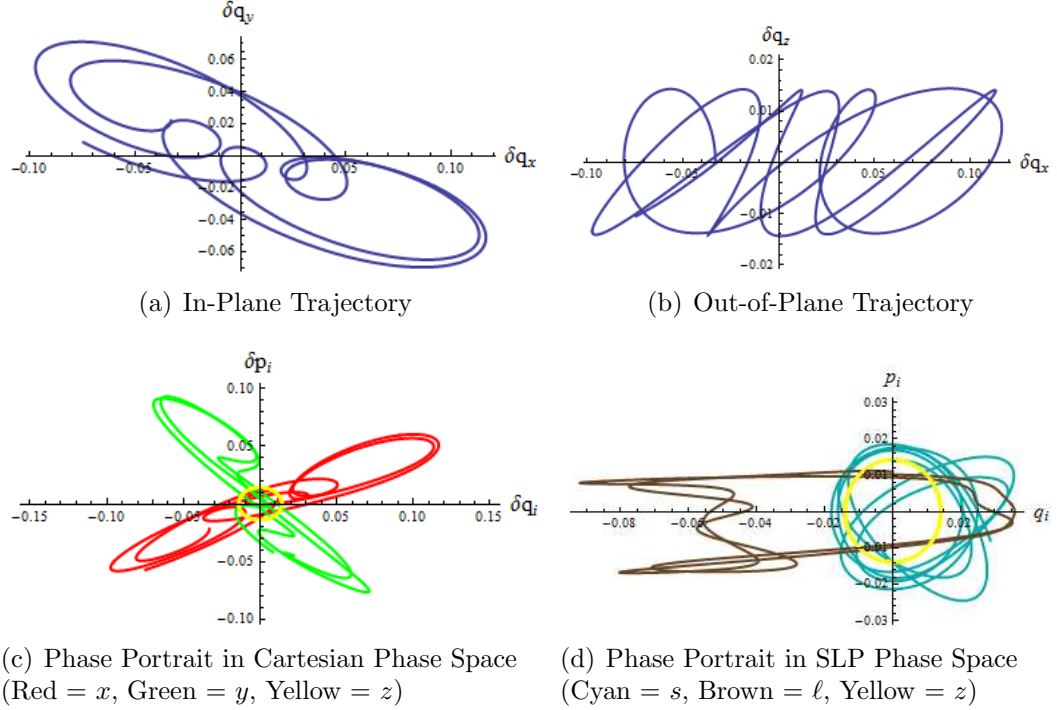 δq_y
0.06
0.04
0.02
−0.10
−0.05
0.05
0.10
δq_x
−0.02
−0.04
−0.06
(a) In-Plane Trajectory
δq_z
0.02
0.01
−0.10
−0.05
0.05
0.10
δq_x
−0.01
−0.02
(b) Out-of-Plane Trajectory
δp_i
0.10
0.05
−0.15
−0.10
−0.05
0.05
0.10
0.15
δq_i
−0.05
−0.10
(c) Phase Portrait in Cartesian Phase Space
(Red = x, Green = y, Yellow = z)
p_i
0.03
0.02
0.01
−0.08
−0.06
−0.04
−0.02
0.02
q_i
−0.01
−0.02
−0.03
(d) Phase Portrait in SLP Phase Space
(Cyan = s, Brown = ℓ, Yellow = z)